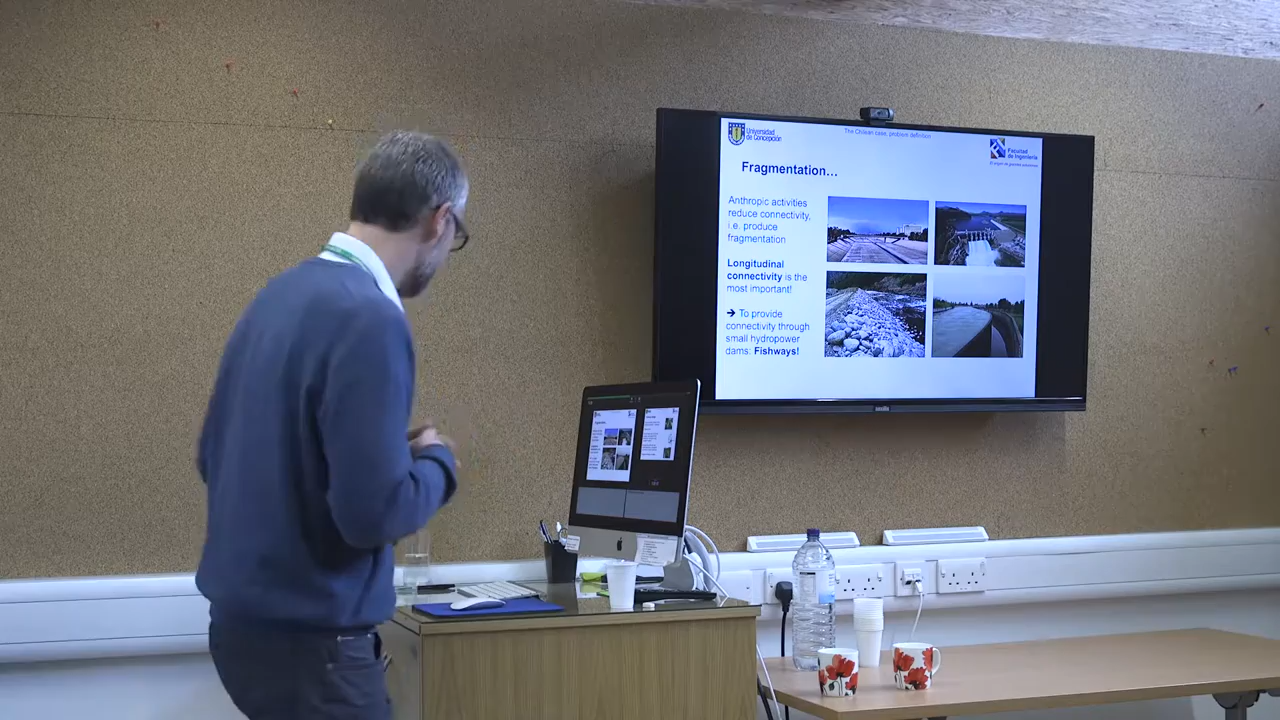 Universidad
de Concepción
The Chilean case, problem definition
Facultad
de Ingeniería
Fragmentation...
Anthropic activities
reduce connectivity,
i.e. produce
fragmentation
Longitudinal
connectivity is the
most important!
➔ To provide
connectivity through
small hydropower
dams: Fishways!